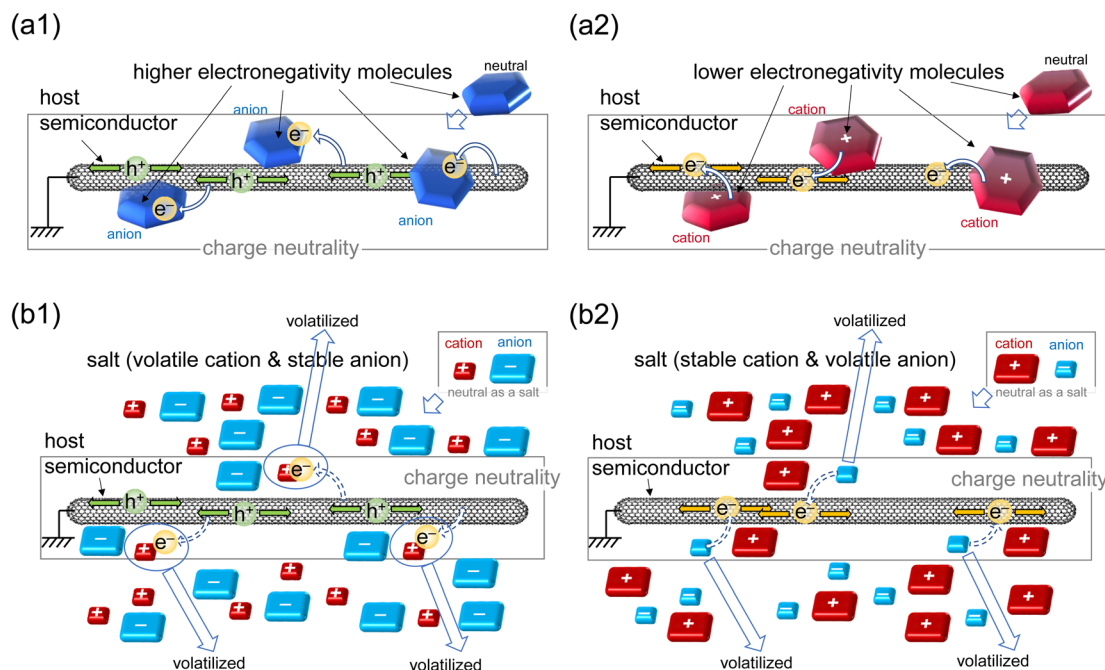 (a1)
higher electronegativity molecules
neutral
host
semiconductor
anion
e⁻
h⁺
h⁺
h⁺
e⁻
e⁻
anion
anion
charge neutrality
(a2)
lower electronegativity molecules
neutral
host
semiconductor
cation
+
e⁻
e⁻
e⁻
+
+
cation
cation
charge neutrality
(b1)
volatilized
salt (volatile cation & stable anion)
cation
anion
+
−
neutral as a salt
+
−
+
−
+
−
+
−
−
+
−
host
semiconductor
−
+
e⁻
charge neutrality
h⁺
h⁺
h⁺
−
+
e⁻
−
+
e⁻
−
+
−
+
+
−
+
−
+
−
−
volatilized
volatilized
(b2)
volatilized
salt (stable cation & volatile anion)
cation
anion
+
=
neutral as a salt
=
+
=
+
=
+
=
+
=
+
=
+
host
semiconductor
+
=
charge neutrality
e⁻
e⁻
e⁻
=
+
=
+
+
=
+
=
+
=
+
=
+
=
+
volatilized
volatilized